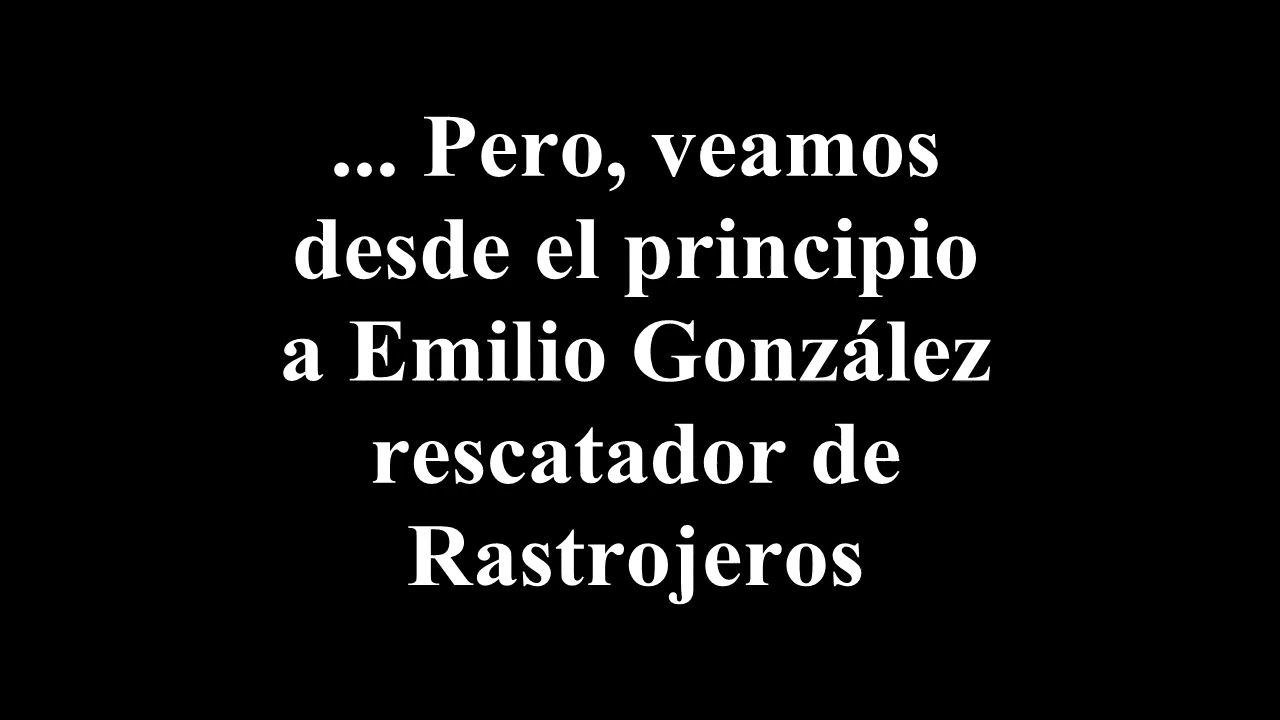 ... Pero, veamos
desde el principio
a Emilio González
rescatador de
Rastrojeros